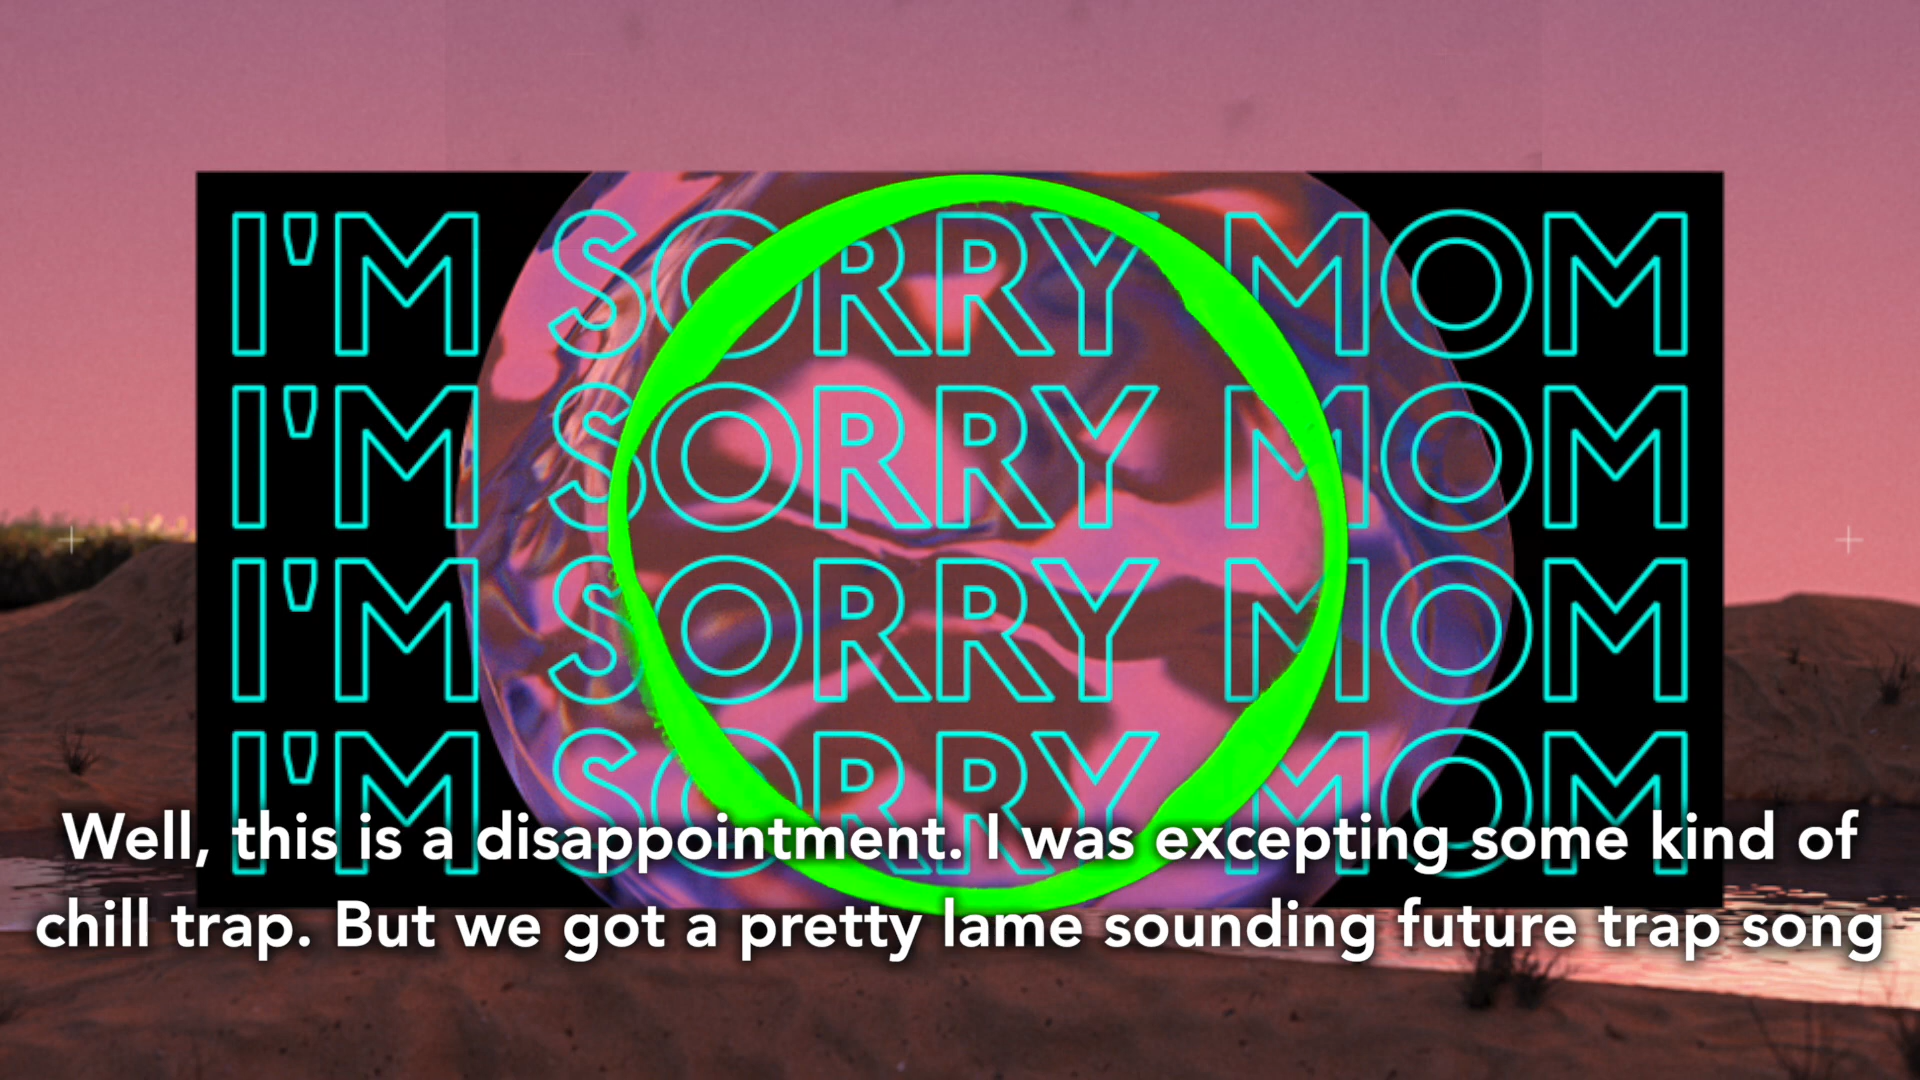 I'M SORRY MOM
I'M SORRY MOM
I'M SORRY MOM
I'M SORRY MOM
Well, this is a disappointment. I was excepting some kind of
chill trap. But we got a pretty lame sounding future trap song